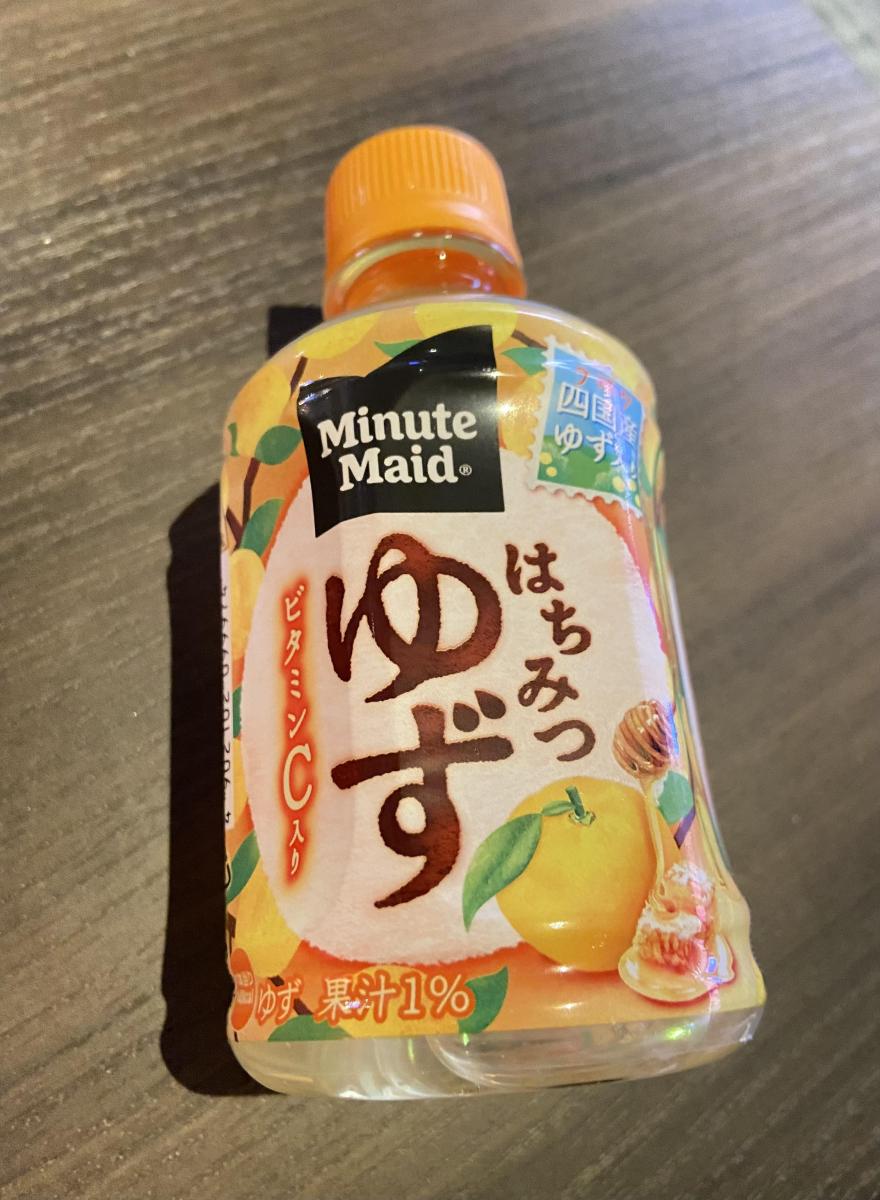 Minute
Maid®
四国産
ゆず
はちみつ
ゆず
ビタミンC入り
ゆず 果汁1%